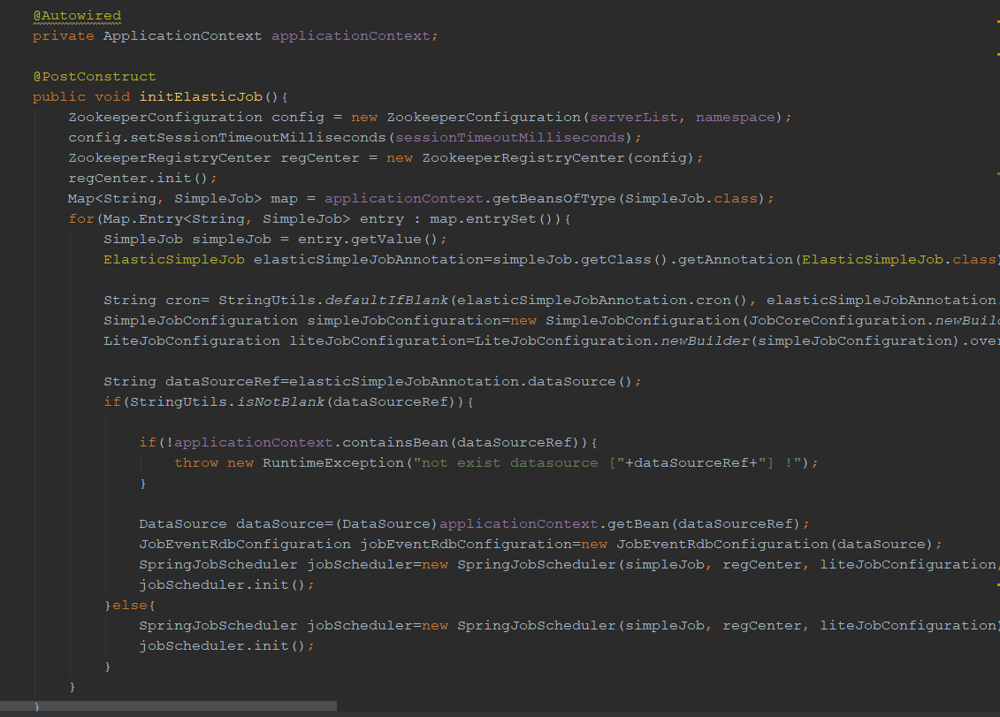 @Autowired
private ApplicationContext applicationContext;
@PostConstruct
public void initElasticJob(){
ZookeeperConfiguration config = new ZookeeperConfiguration(serverList, namespace);
config.setSessionTimeoutMilliseconds(sessionTimeoutMilliseconds);
ZookeeperRegistryCenter regCenter = new ZookeeperRegistryCenter(config);
regCenter.init();
Map<String, SimpleJob> map = applicationContext.getBeansOfType(SimpleJob.class);
for(Map.Entry<String, SimpleJob> entry : map.entrySet()){
SimpleJob simpleJob = entry.getValue();
ElasticSimpleJob elasticSimpleJobAnnotation=simpleJob.getClass().getAnnotation(ElasticSimpleJob.class)
String cron= StringUtils.defaultIfBlank(elasticSimpleJobAnnotation.cron(), elasticSimpleJobAnnotation.
SimpleJobConfiguration simpleJobConfiguration=new SimpleJobConfiguration(JobCoreConfiguration.newBuil
LiteJobConfiguration liteJobConfiguration=LiteJobConfiguration.newBuilder(simpleJobConfiguration).over
String dataSourceRef=elasticSimpleJobAnnotation.dataSource();
if(StringUtils.isNotBlank(dataSourceRef)){
if(!applicationContext.containsBean(dataSourceRef)){
throw new RuntimeException("not exist datasource ["+dataSourceRef+"] !");
}
DataSource dataSource=(DataSource)applicationContext.getBean(dataSourceRef);
JobEventRdbConfiguration jobEventRdbConfiguration=new JobEventRdbConfiguration(dataSource);
SpringJobScheduler jobScheduler=new SpringJobScheduler(simpleJob, regCenter, liteJobConfiguration,
jobScheduler.init();
}else{
SpringJobScheduler jobScheduler=new SpringJobScheduler(simpleJob, regCenter, liteJobConfiguration)
jobScheduler.init();
}
}
}